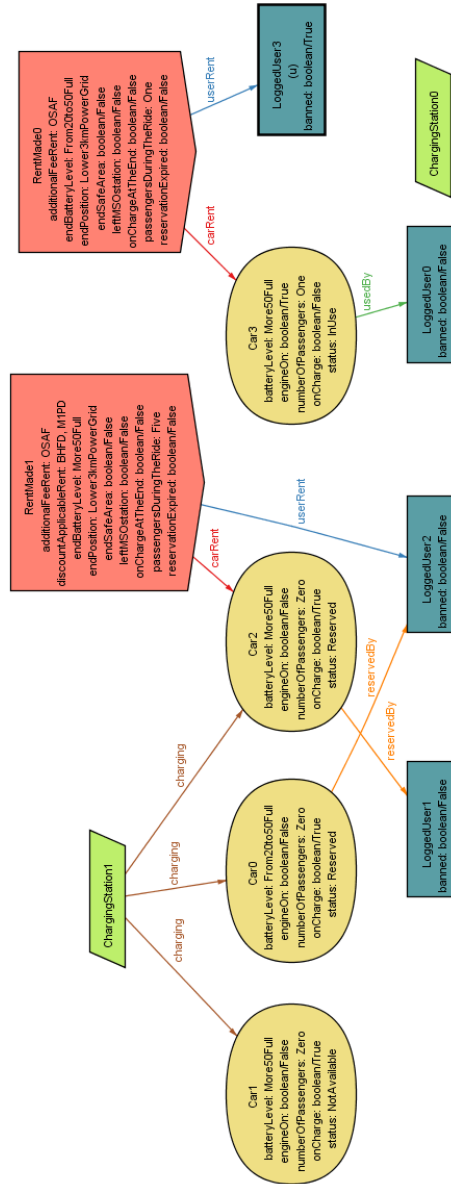 RentMade1
additionalFeeRent: OSAF
discountApplicableRent: BHFD, M1PD
endBatteryLevel: More50Full
endPosition: Lower3kmPowerGrid
endSafeArea: boolean/False
leftMSOstation: boolean/False
onChargeAtTheEnd: boolean/False
passengersDuringTheRide: Five
reservationExpired: boolean/False
RentMade0
additionalFeeRent: OSAF
endBatteryLevel: From20to50Full
endPosition: Lower3kmPowerGrid
endSafeArea: boolean/False
leftMSOstation: boolean/False
onChargeAtTheEnd: boolean/False
passengersDuringTheRide: One
reservationExpired: boolean/False
ChargingStation1
charging
charging
charging
carRent
userRent
carRent
userRent
Car1
batteryLevel: More50Full
engineOn: boolean/False
numberOfPassengers: Zero
onCharge: boolean/True
status: NotAvailable
Car0
batteryLevel: From20to50Full
engineOn: boolean/False
numberOfPassengers: Zero
onCharge: boolean/True
status: Reserved
Car2
batteryLevel: More50Full
engineOn: boolean/False
numberOfPassengers: Zero
onCharge: boolean/True
status: Reserved
Car3
batteryLevel: More50Full
engineOn: boolean/True
numberOfPassengers: One
onCharge: boolean/False
status: InUse
LoggedUser3
(u)
banned: boolean/True
reservedBy
reservedBy
usedBy
LoggedUser1
banned: boolean/False
LoggedUser2
banned: boolean/False
LoggedUser0
banned: boolean/False
ChargingStation0